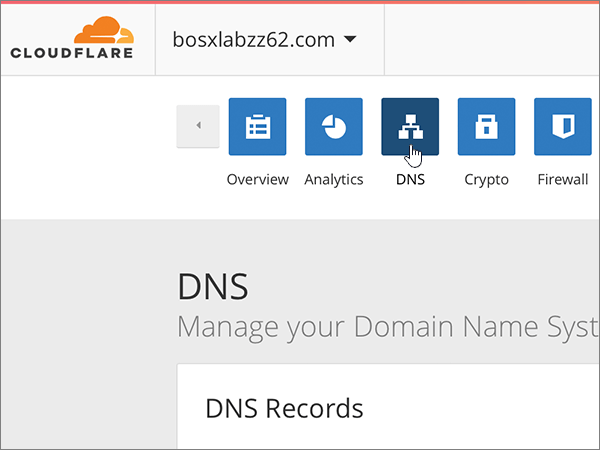 CLOUDFLARE
bosxlabzz62.com
Overview
Analytics
DNS
Crypto
Firewall
DNS
Manage your Domain Name Syst
DNS Records